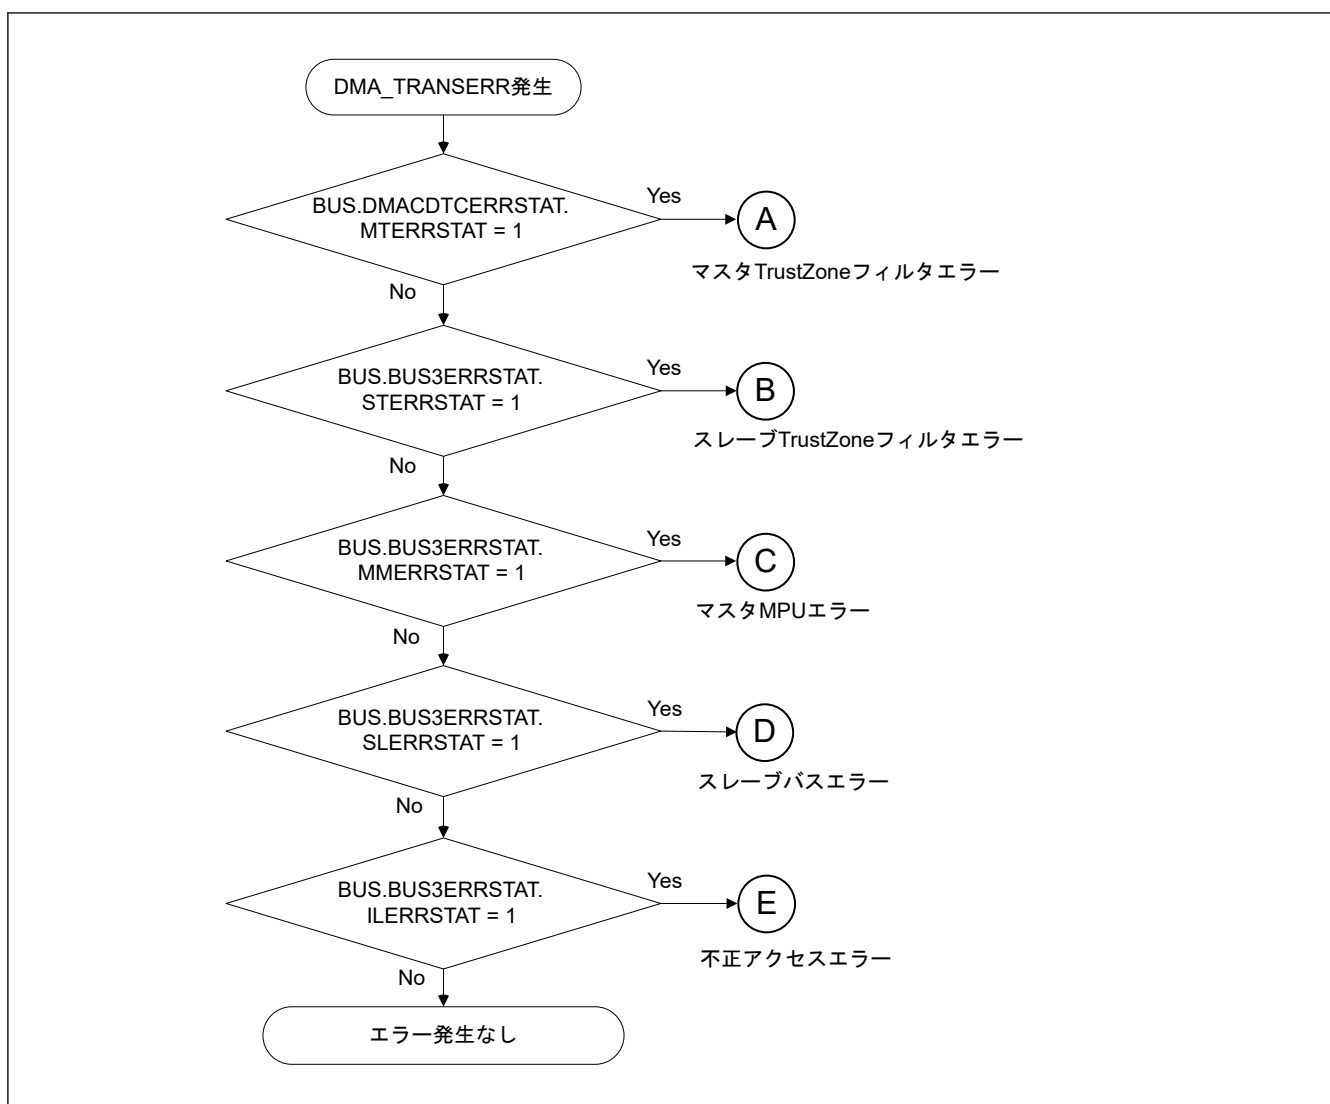 DMA_TRANSERR発生
BUS.DMACDTCERRSTAT.
MTERRSTAT = 1
Yes
A
マスタTrustZoneフィルタエラー
No
BUS.BUS3ERRSTAT.
STERRSTAT = 1
Yes
B
スレーブTrustZoneフィルタエラー
No
BUS.BUS3ERRSTAT.
MMERRSTAT = 1
Yes
C
マスタMPUエラー
No
BUS.BUS3ERRSTAT.
SLERRSTAT = 1
Yes
D
スレーブバスエラー
No
BUS.BUS3ERRSTAT.
ILERRSTAT = 1
Yes
E
不正アクセスエラー
No
エラー発生なし